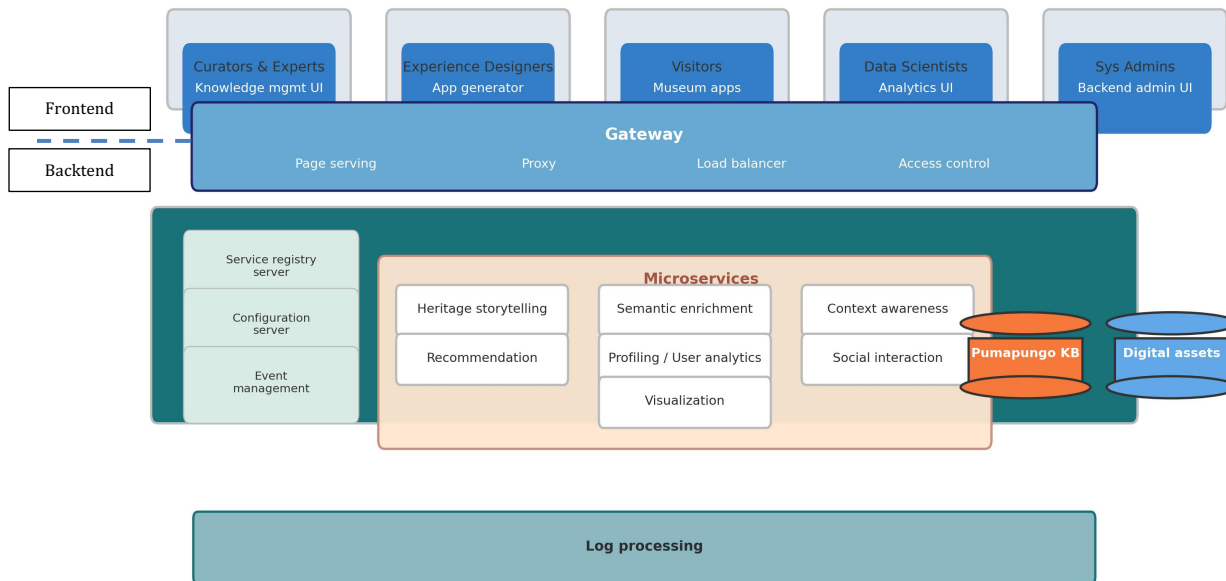 Curators & Experts
Knowledge mgmt UI
Experience Designers
App generator
Visitors
Museum apps
Data Scientists
Analytics UI
Sys Admins
Backend admin UI
Frontend
Backtend
Gateway
Page serving
Proxy
Load balancer
Access control
Service registry
server
Configuration
server
Event
management
Microservices
Heritage storytelling
Semantic enrichment
Context awareness
Recommendation
Profiling / User analytics
Social interaction
Visualization
Pumapungo KB
Digital assets
Log processing